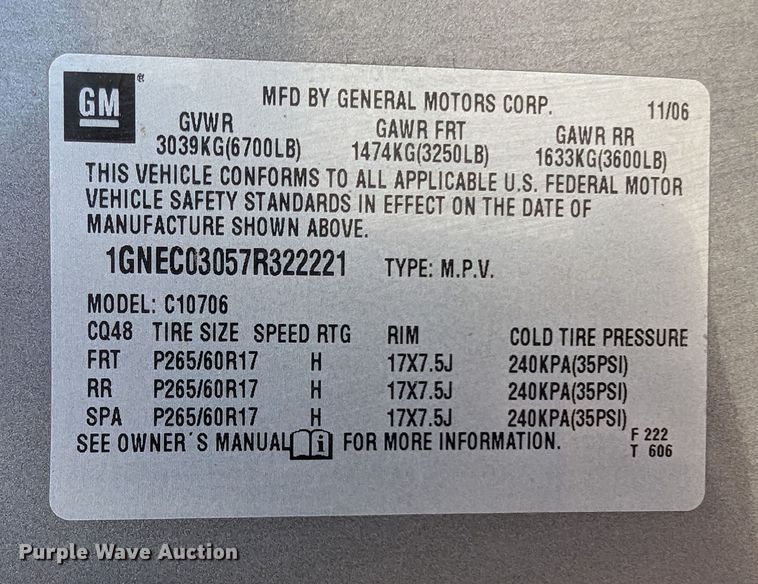 GM ®
MFD BY GENERAL MOTORS CORP. 11/06
GVWR GAWR FRT GAWR RR
3039KG(6700LB) 1474KG(3250LB) 1633KG(3600LB)
THIS VEHICLE CONFORMS TO ALL APPLICABLE U.S. FEDERAL MOTOR
VEHICLE SAFETY STANDARDS IN EFFECT ON THE DATE OF
MANUFACTURE SHOWN ABOVE.
1GNEC03057R322221 TYPE: M.P.V.
MODEL: C10706
CQ48 TIRE SIZE SPEED RTG RIM COLD TIRE PRESSURE
FRT P265/60R17 H 17X7.5J 240KPA(35PSI)
RR P265/60R17 H 17X7.5J 240KPA(35PSI)
SPA P265/60R17 H 17X7.5J 240KPA(35PSI)
SEE OWNER´S MANUAL i FOR MORE INFORMATION. F 222
T 606
Purple Wave Auction